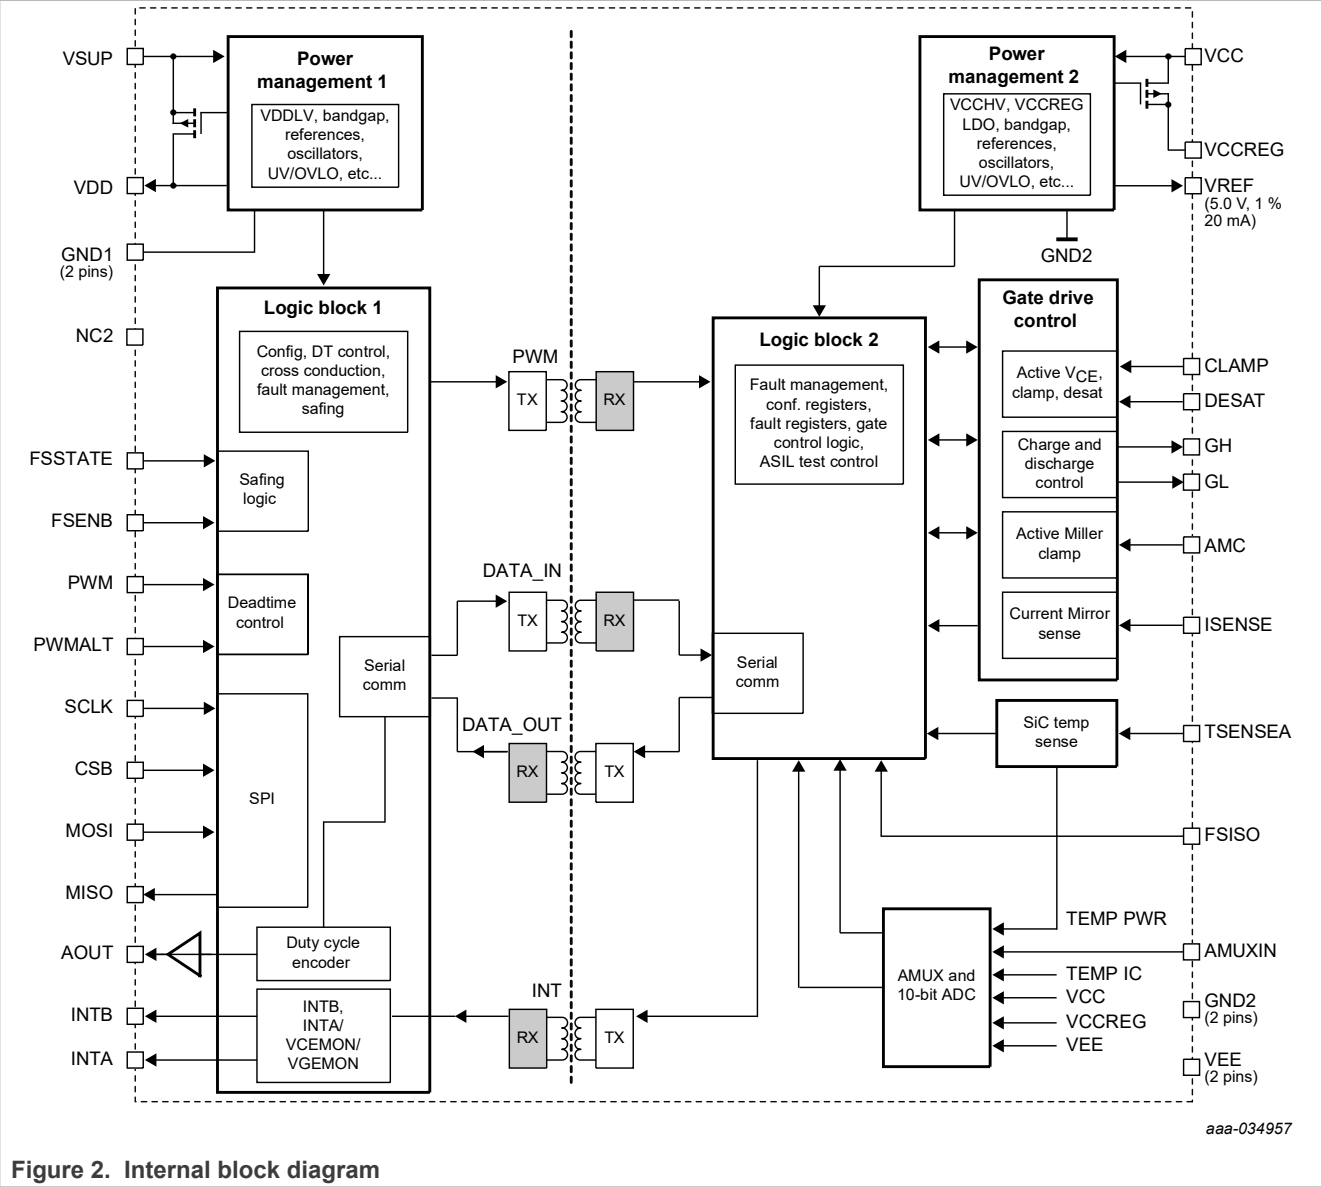 VSUP
VDD
GND1
(2 pins)
NC2
FSSTATE
FSENB
PWM
PWMALT
SCLK
CSB
MOSI
MISO
AOUT
INTB
INTA
Power
management 1
VDDLV, bandgap,
references,
oscillators,
UV/OVLO, etc...
Logic block 1
Config, DT control,
cross conduction,
fault management,
safing
Safing
logic
Deadtime
control
Serial
comm
SPI
Duty cycle
encoder
INTB,
INTA/
VCEMON/
VGEMON
PWM
TX
RX
DATA_IN
TX
RX
DATA_OUT
RX
TX
INT
RX
TX
Power
management 2
VCCHV, VCCREG
LDO, bandgap,
references,
oscillators,
UV/OVLO, etc...
GND2
Logic block 2
Fault management,
conf. registers,
fault registers, gate
control logic,
ASIL test control
Serial
comm
Gate drive
control
Active VCE,
clamp, desat
Charge and
discharge
control
Active Miller
clamp
Current Mirror
sense
SiC temp
sense
AMUX and
10-bit ADC
TEMP PWR
TEMP IC
VCC
VCCREG
VEE
VCC
VCCREG
VREF
(5.0 V, 1 %
20 mA)
CLAMP
DESAT
GH
GL
AMC
ISENSE
TSENSEA
FSISO
AMUXIN
GND2
(2 pins)
VEE
(2 pins)
aaa-034957
Figure 2. Internal block diagram